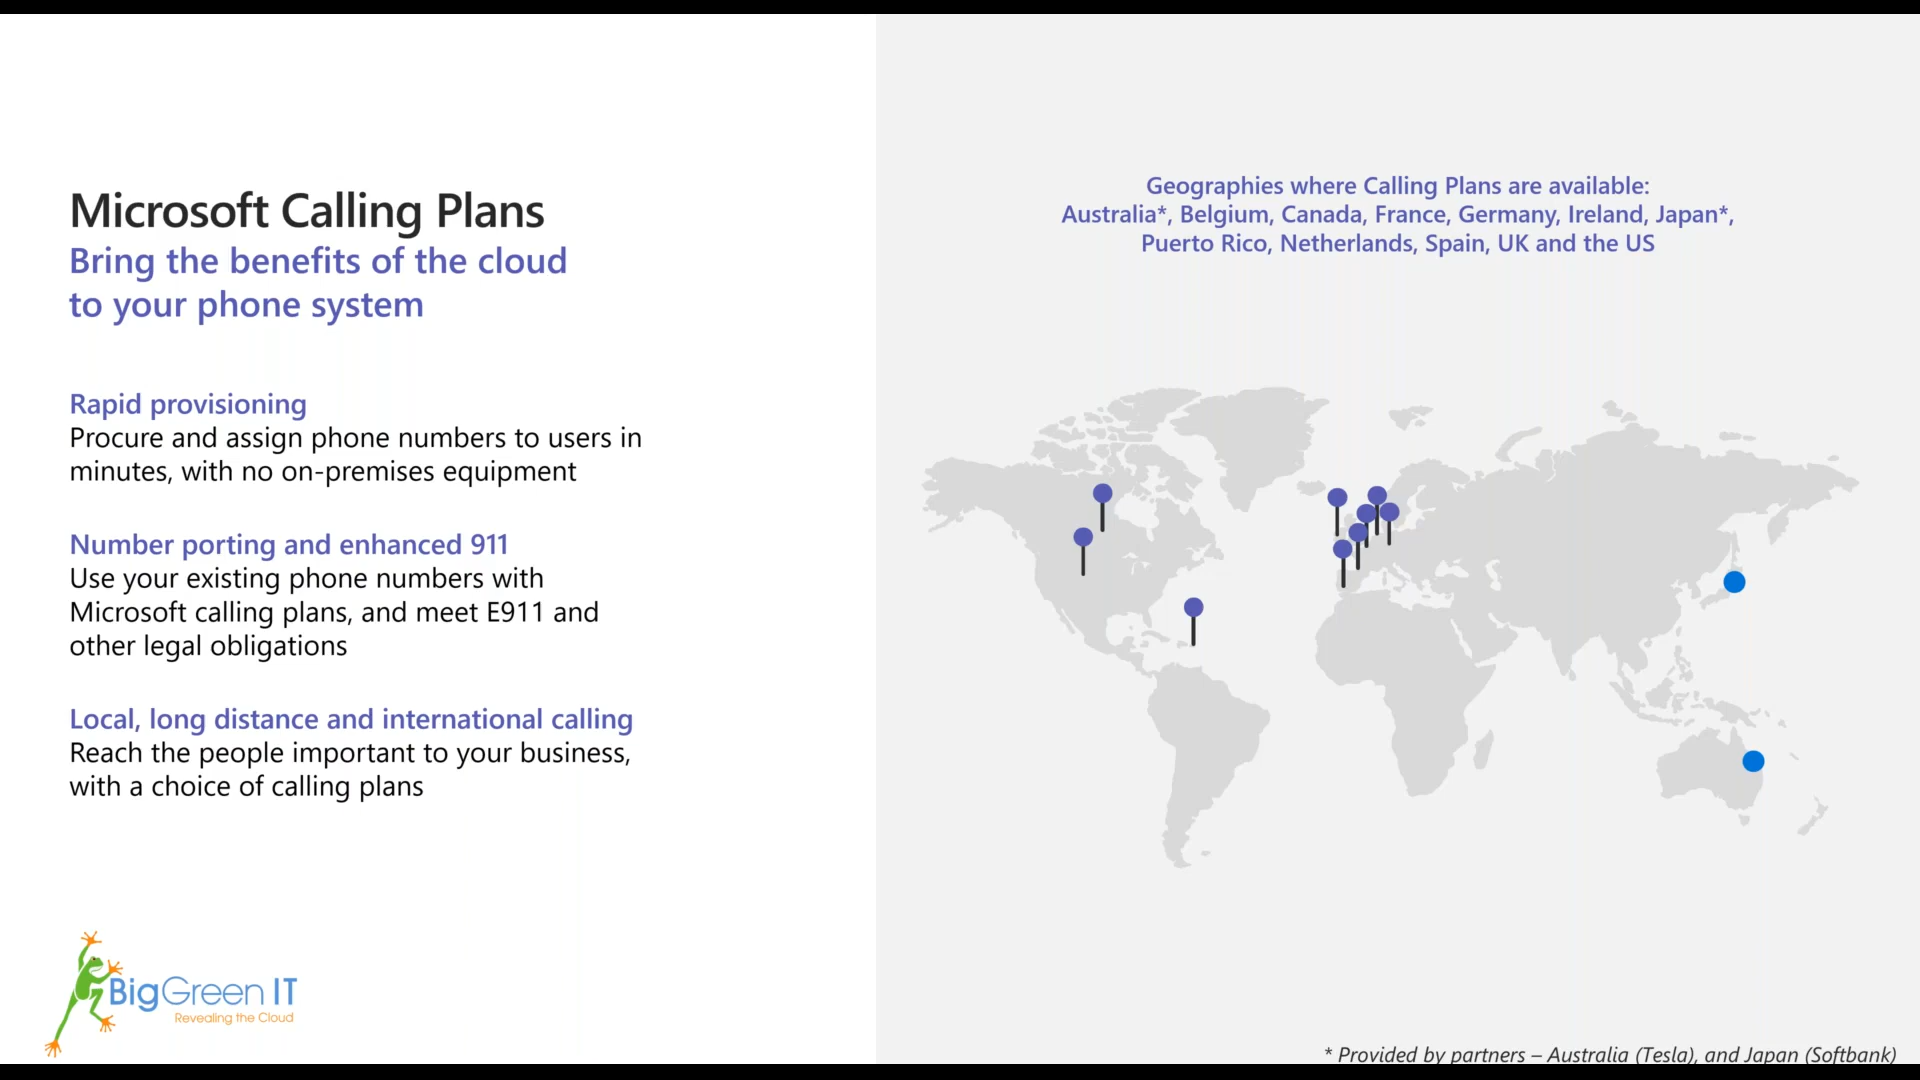 Microsoft Calling Plans
Bring the benefits of the cloud
to your phone system
Rapid provisioning
Procure and assign phone numbers to users in
minutes, with no on-premises equipment
Number porting and enhanced 911
Use your existing phone numbers with
Microsoft calling plans, and meet E911 and
other legal obligations
Local, long distance and international calling
Reach the people important to your business,
with a choice of calling plans
BigGreen IT
Revealing the Cloud
Geographies where Calling Plans are available:
Australia*, Belgium, Canada, France, Germany, Ireland, Japan*,
Puerto Rico, Netherlands, Spain, UK and the US
* Provided by partners – Australia (Tesla), and Japan (Softbank)